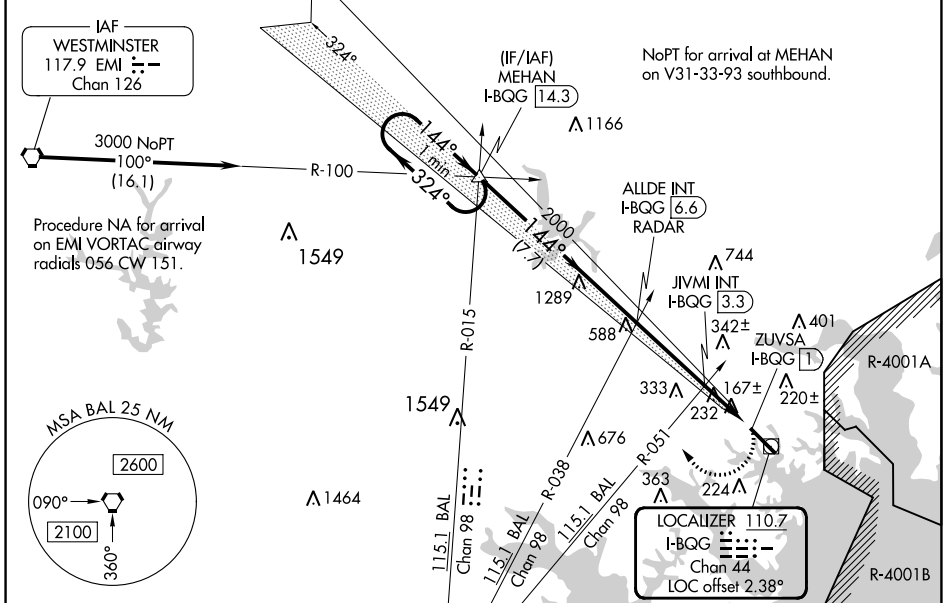 IAF
WESTMINSTER
117.9 EMI
Chan 126
3000 NoPT
100°
(16.1)
R-100
Procedure NA for arrival
on EMI VORTAC airway
radials 056 CW 151.
324°
(IF/IAF)
MEHAN
I-BQG 14.3
NoPT for arrival at MEHAN
on V31-33-93 southbound.
1166
144°
1 min
324°
2000
144°
(7.7)
ALLDE INT
I-BQG 6.6
RADAR
1549
1289
588
744
JIVMI INT
I-BQG 3.3
342±
401
ZUVSA
I-BQG 1
R-4001A
333
232
167±
220±
R-015
1549
MSA BAL 25 NM
2600
090°
2100
360°
1464
115.1 BAL
Chan 98
R-038
115.1 BAL
Chan 98
R-051
115.1 BAL
Chan 98
676
363
224
LOCALIZER 110.7
I-BQG
Chan 44
LOC offset 2.38°
R-4001B